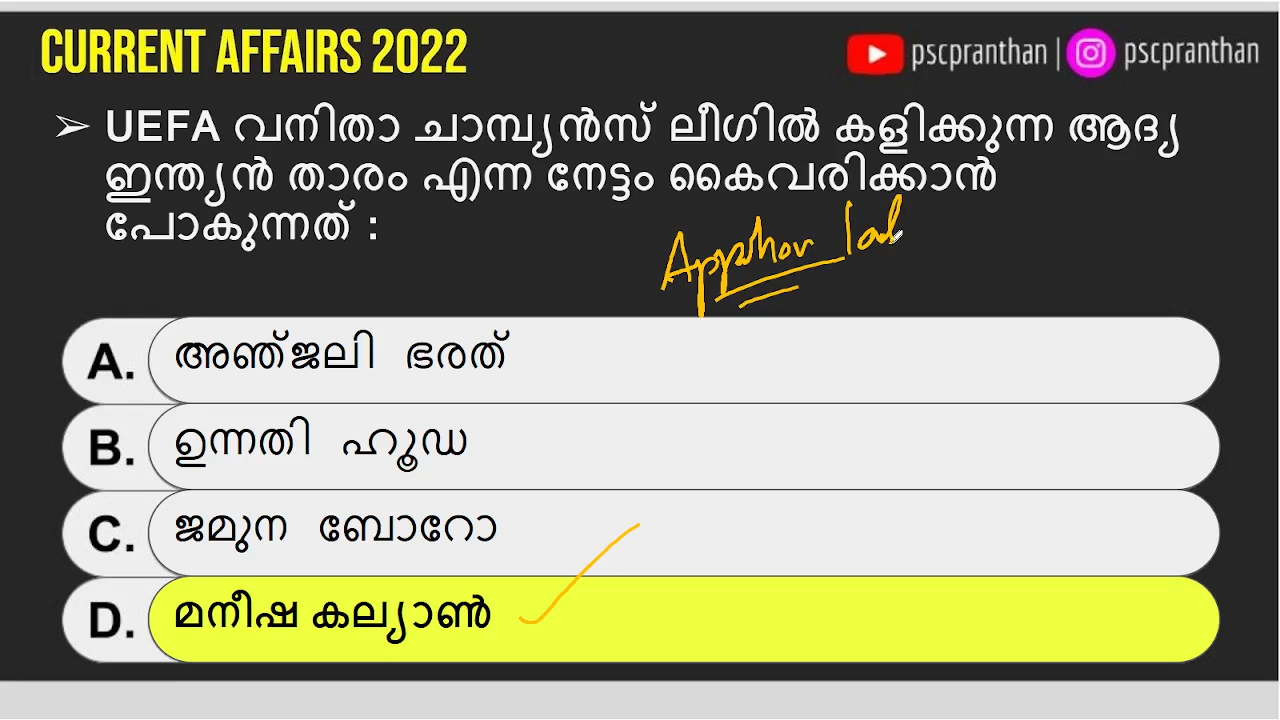 CURRENT AFFAIRS 2022
pscpranthan | pscpranthan
➢ UEFA വനിതാ ചാമ്പ്യൻസ് ലീഗിൽ കളിക്കുന്ന ആദ്യ
ഇന്ത്യൻ താരം എന്ന നേട്ടം കൈവരിക്കാൻ
പോകുന്നത് :
A. അഞ്ജലി ഭരത്
B. ഉന്നതി ഹൂഡ
C. ജമുന ബോറോ
D. മനീഷ കല്യാൺ